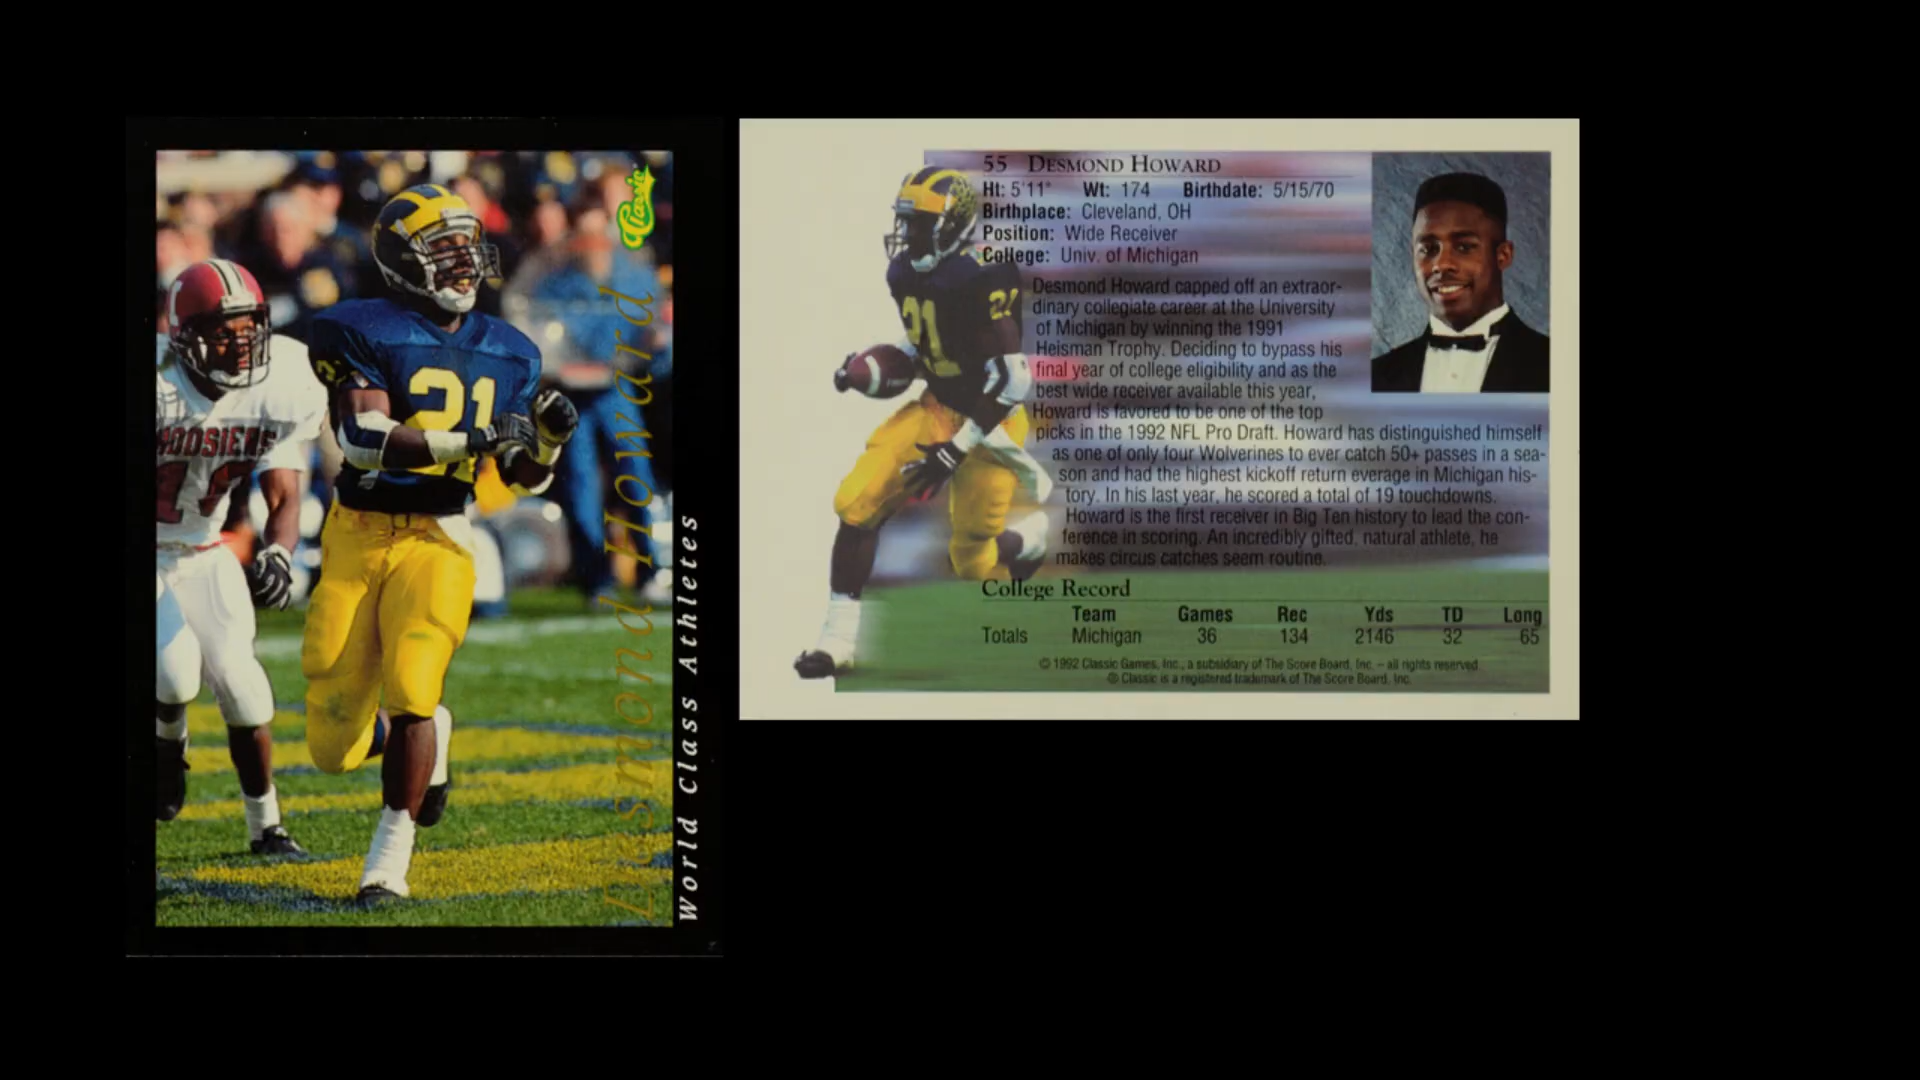 Classic
Desmond Howard
World Class Athletes
HOOSIERS
21
21
55 DESMOND HOWARD
Ht: 5'11" Wt: 174 Birthdate: 5/15/70
Birthplace: Cleveland, OH
Position: Wide Receiver
College: Univ. of Michigan
Desmond Howard capped off an extraor-
dinary collegiate career at the University
of Michigan by winning the 1991
Heisman Trophy. Deciding to bypass his
final year of college eligibility and as the
best wide receiver available this year,
Howard is favored to be one of the top
picks in the 1992 NFL Pro Draft. Howard has distinguished himself
as one of only four Wolverines to ever catch 50+ passes in a sea-
son and had the highest kickoff return everage in Michigan his-
tory. In his last year, he scored a total of 19 touchdowns.
Howard is the first receiver in Big Ten history to lead the con-
ference in scoring. An incredibly gifted, natural athlete, he
makes circus catches seem routine.
21
21
College Record
Team Games Rec Yds TD Long
Totals Michigan 36 134 2146 32 65
© 1992 Classic Games, Inc., a subsidiary of The Score Board, Inc. – all rights reserved.
® Classic is a registered trademark of The Score Board, Inc.